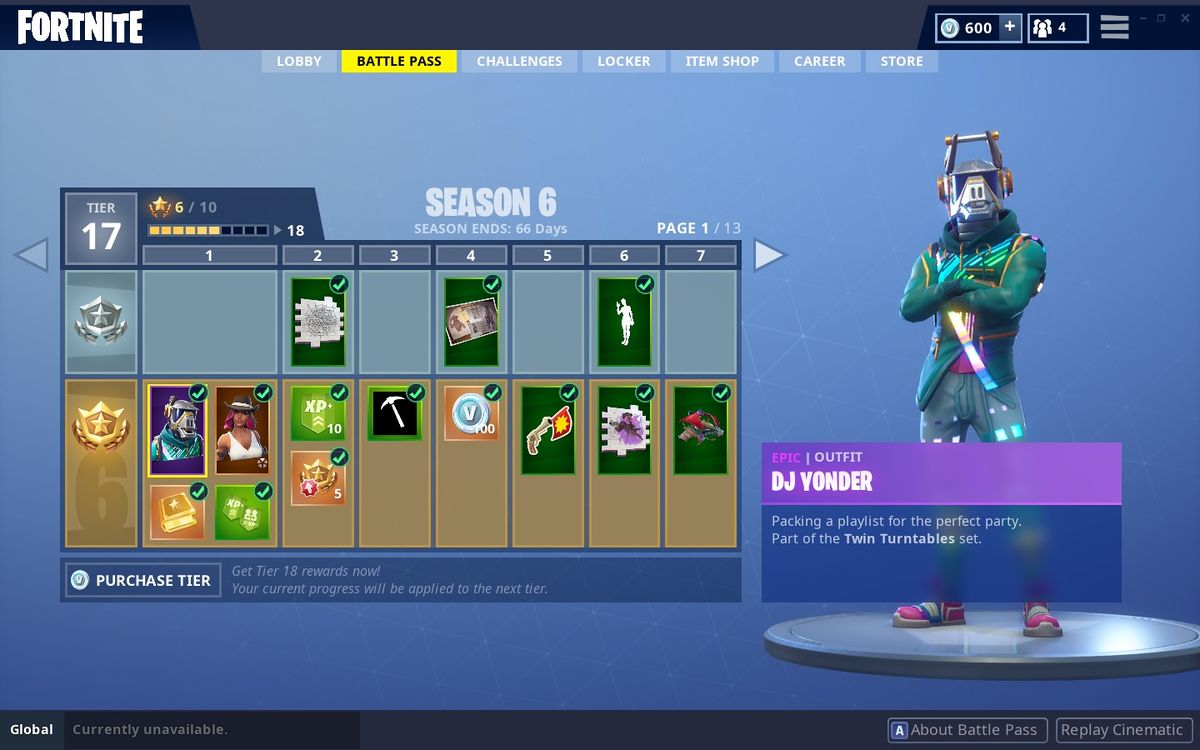 FORTNITE
600 +
4
LOBBY
BATTLE PASS
CHALLENGES
LOCKER
ITEM SHOP
CAREER
STORE
TIER
17
6 / 10
18
SEASON 6
SEASON ENDS: 66 Days
PAGE 1 / 13
1 2 3 4 5 6 7
XP+
10
V
100
5
XP+
6
PURCHASE TIER
Get Tier 18 rewards now!
Your current progress will be applied to the next tier.
EPIC | OUTFIT
DJ YONDER
Packing a playlist for the perfect party.
Part of the Twin Turntables set.
Global
Currently unavailable.
A About Battle Pass
Replay Cinematic